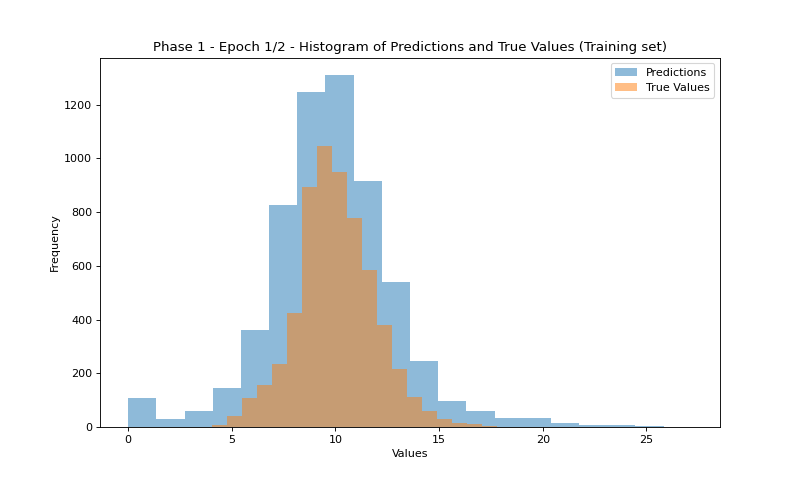 Phase 1 - Epoch 1/2 - Histogram of Predictions and True Values (Training set)
Predictions
True Values
1200
1000
800
600
400
200
0
Frequency
0 5 10 15 20 25
Values